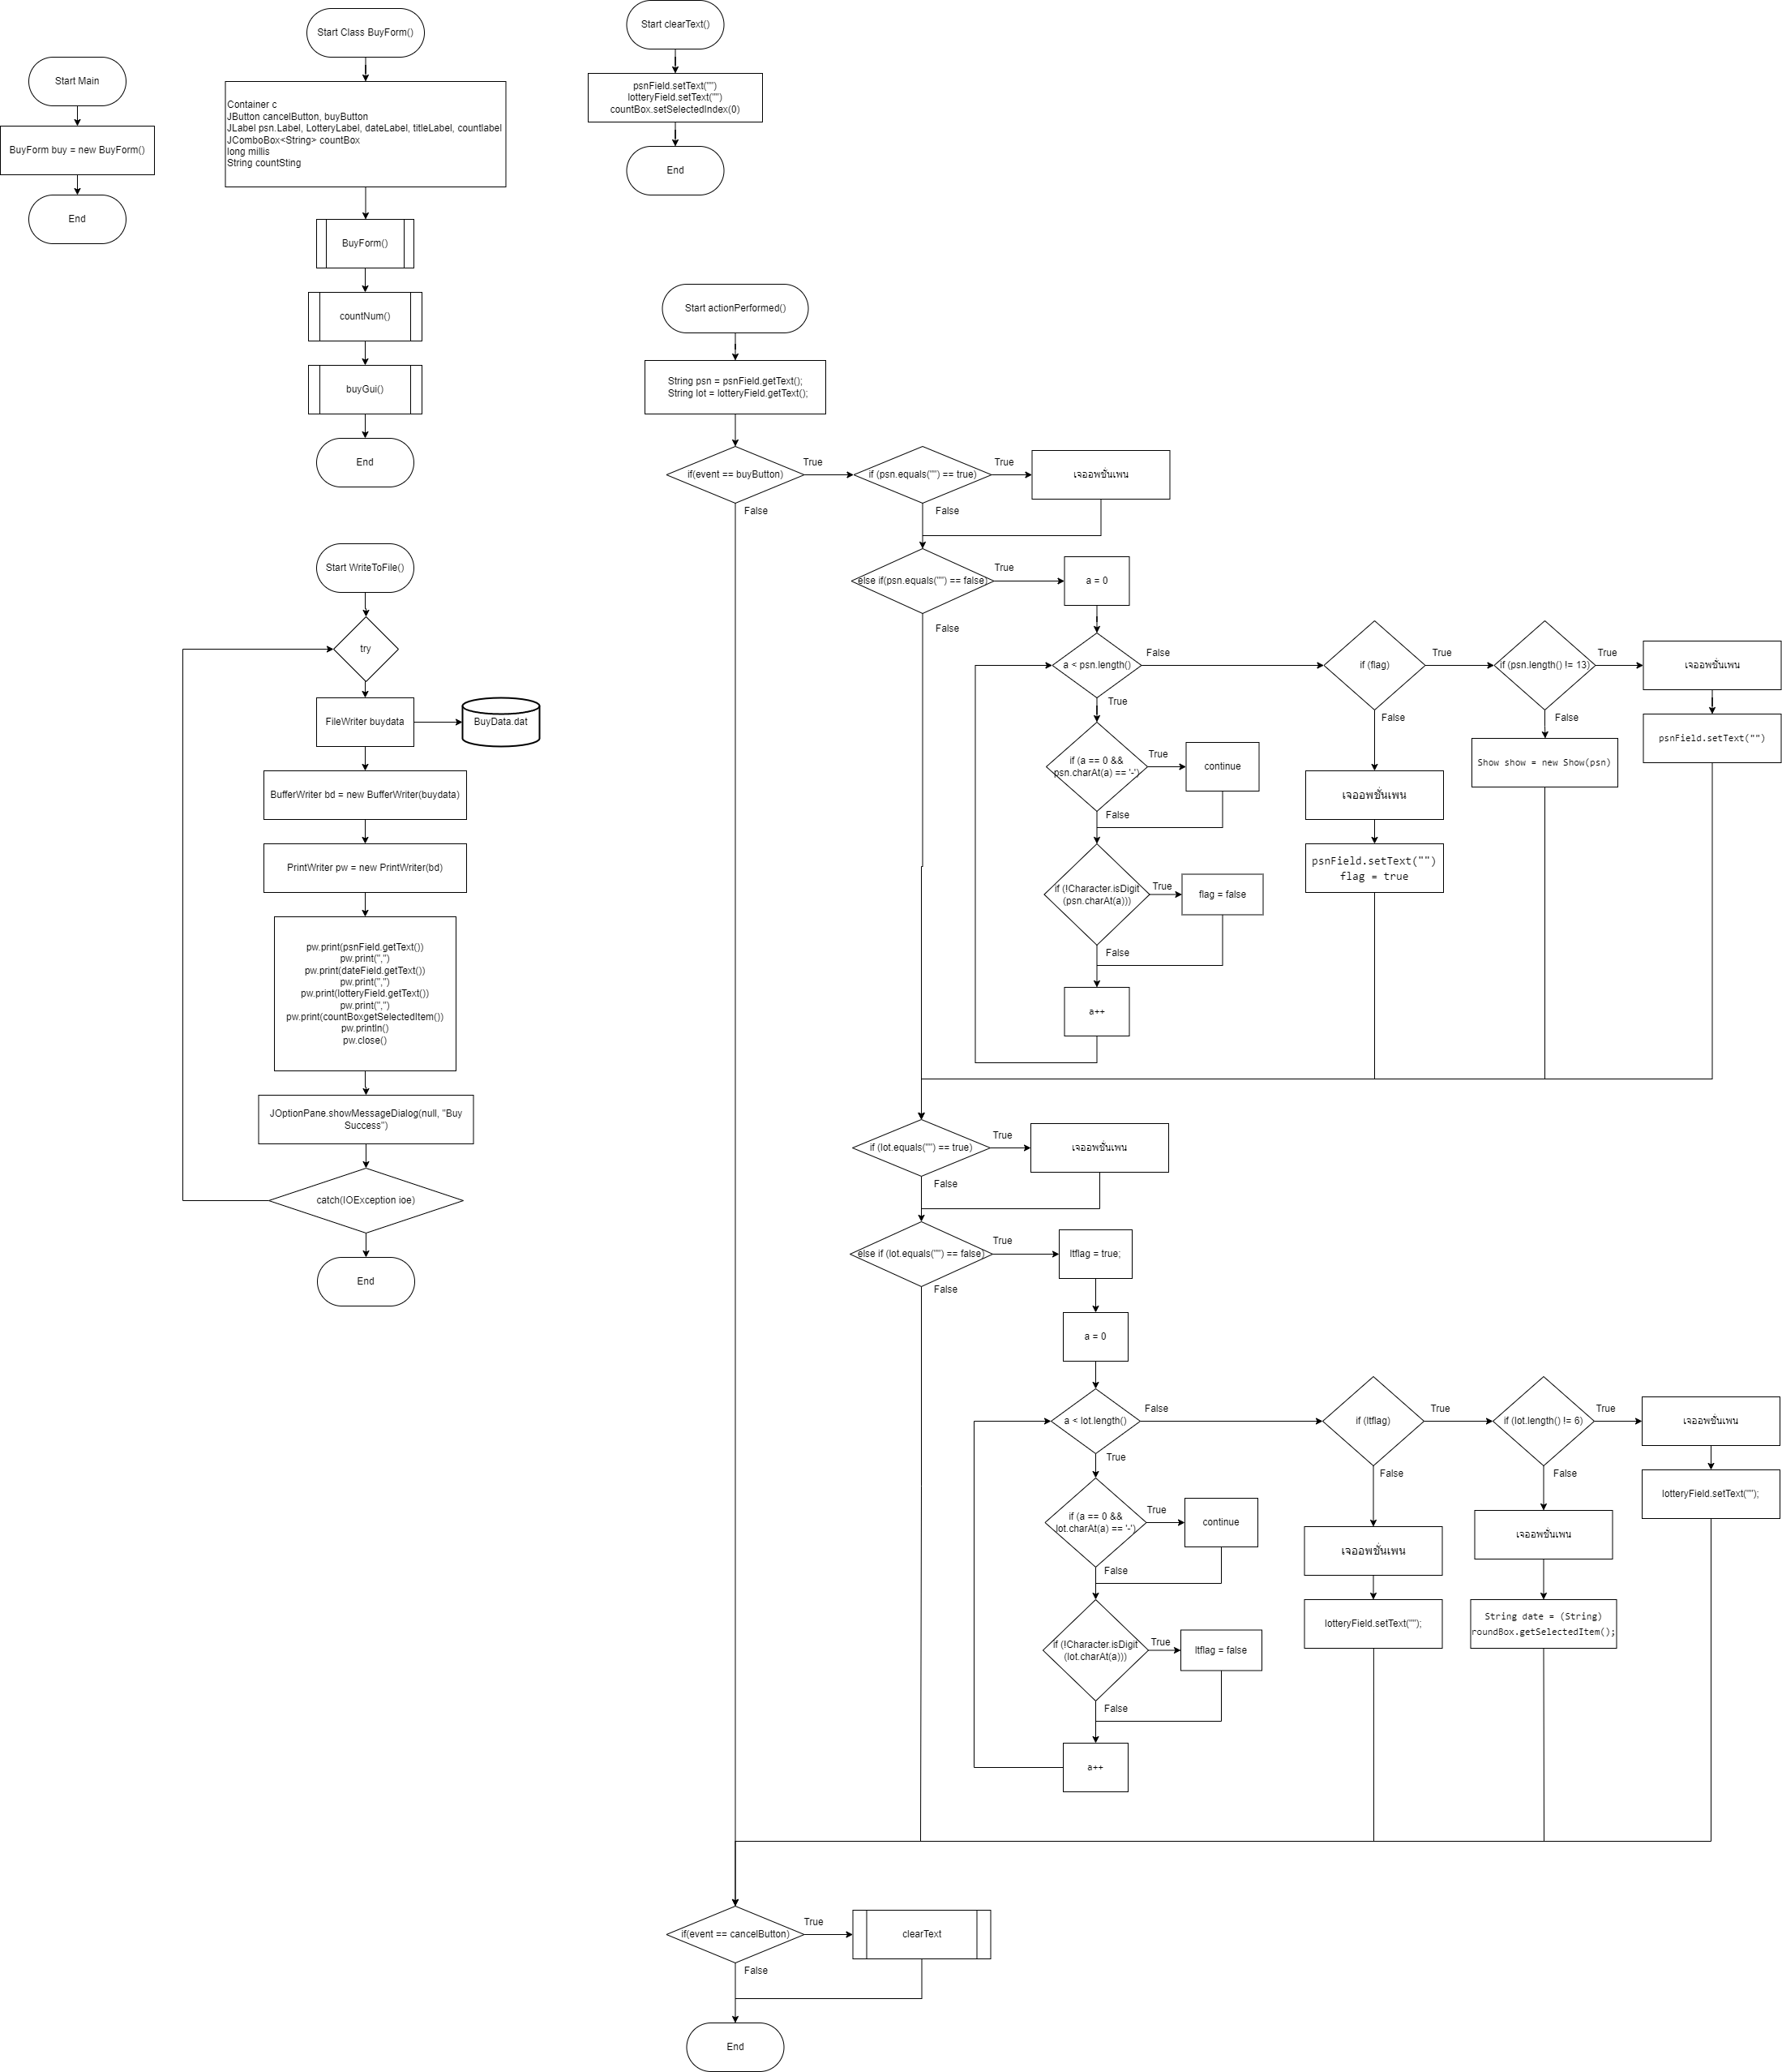 Start Main
BuyForm buy = new BuyForm()
End
Start Class BuyForm()
Container c
JButton cancelButton, buyButton
JLabel psn.Label, LotteryLabel, dateLabel, titleLabel, countlabel
JComboBox<String> countBox
long millis
String countSting
BuyForm()
countNum()
buyGui()
End
Start clearText()
psnField.setText("")
lotteryField.setText("")
countBox.setSelectedIndex(0)
End
Start WriteToFile()
try
FileWriter buydata
BuyData.dat
BufferWriter bd = new BufferWriter(buydata)
PrintWriter pw = new PrintWriter(bd)
pw.print(psnField.getText())
pw.print(",")
pw.print(dateField.getText())
pw.print(",")
pw.print(lotteryField.getText())
pw.print(",")
pw.print(countBoxgetSelectedItem())
pw.println()
pw.close()
JOptionPane.showMessageDialog(null, "Buy
Success")
catch(IOException ioe)
End
Start actionPerformed()
String psn = psnField.getText();
String lot = lotteryField.getText();
if(event == buyButton)
True
False
if (psn.equals("") == true)
True
False
เจออพชั่นเพน
else if(psn.equals("") == false)
True
False
a = 0
a < psn.length()
False
True
if (a == 0 &&
psn.charAt(a) == '-')
True
False
continue
if (!Character.isDigit
(psn.charAt(a)))
True
False
flag = false
a++
if (flag)
True
False
เจออพชั่นเพน
psnField.setText("")
flag = true
if (psn.length() != 13)
True
False
Show show = new Show(psn)
เจออพชั่นเพน
psnField.setText("")
if (lot.equals("") == true)
True
False
เจออพชั่นเพน
else if (lot.equals("") == false)
True
False
ltflag = true;
a = 0
a < lot.length()
False
True
if (a == 0 &&
lot.charAt(a) == '-')
True
False
continue
if (!Character.isDigit
(lot.charAt(a)))
True
False
ltflag = false
a++
if (ltflag)
True
False
เจออพชั่นเพน
lotteryField.setText("");
if (lot.length() != 6)
True
False
เจออพชั่นเพน
String date = (String)
roundBox.getSelectedItem();
เจออพชั่นเพน
lotteryField.setText("");
if(event == cancelButton)
True
False
clearText
End